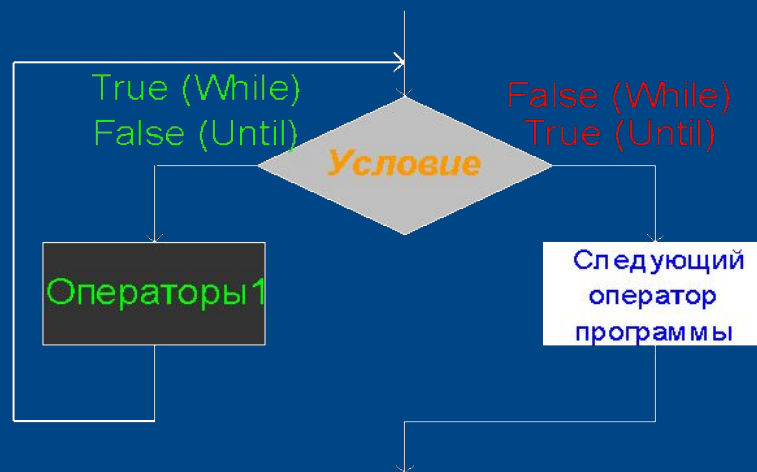 True (While)
False (Until)
False (While)
True (Until)
Условие
Операторы1
Следующий
оператор
программы